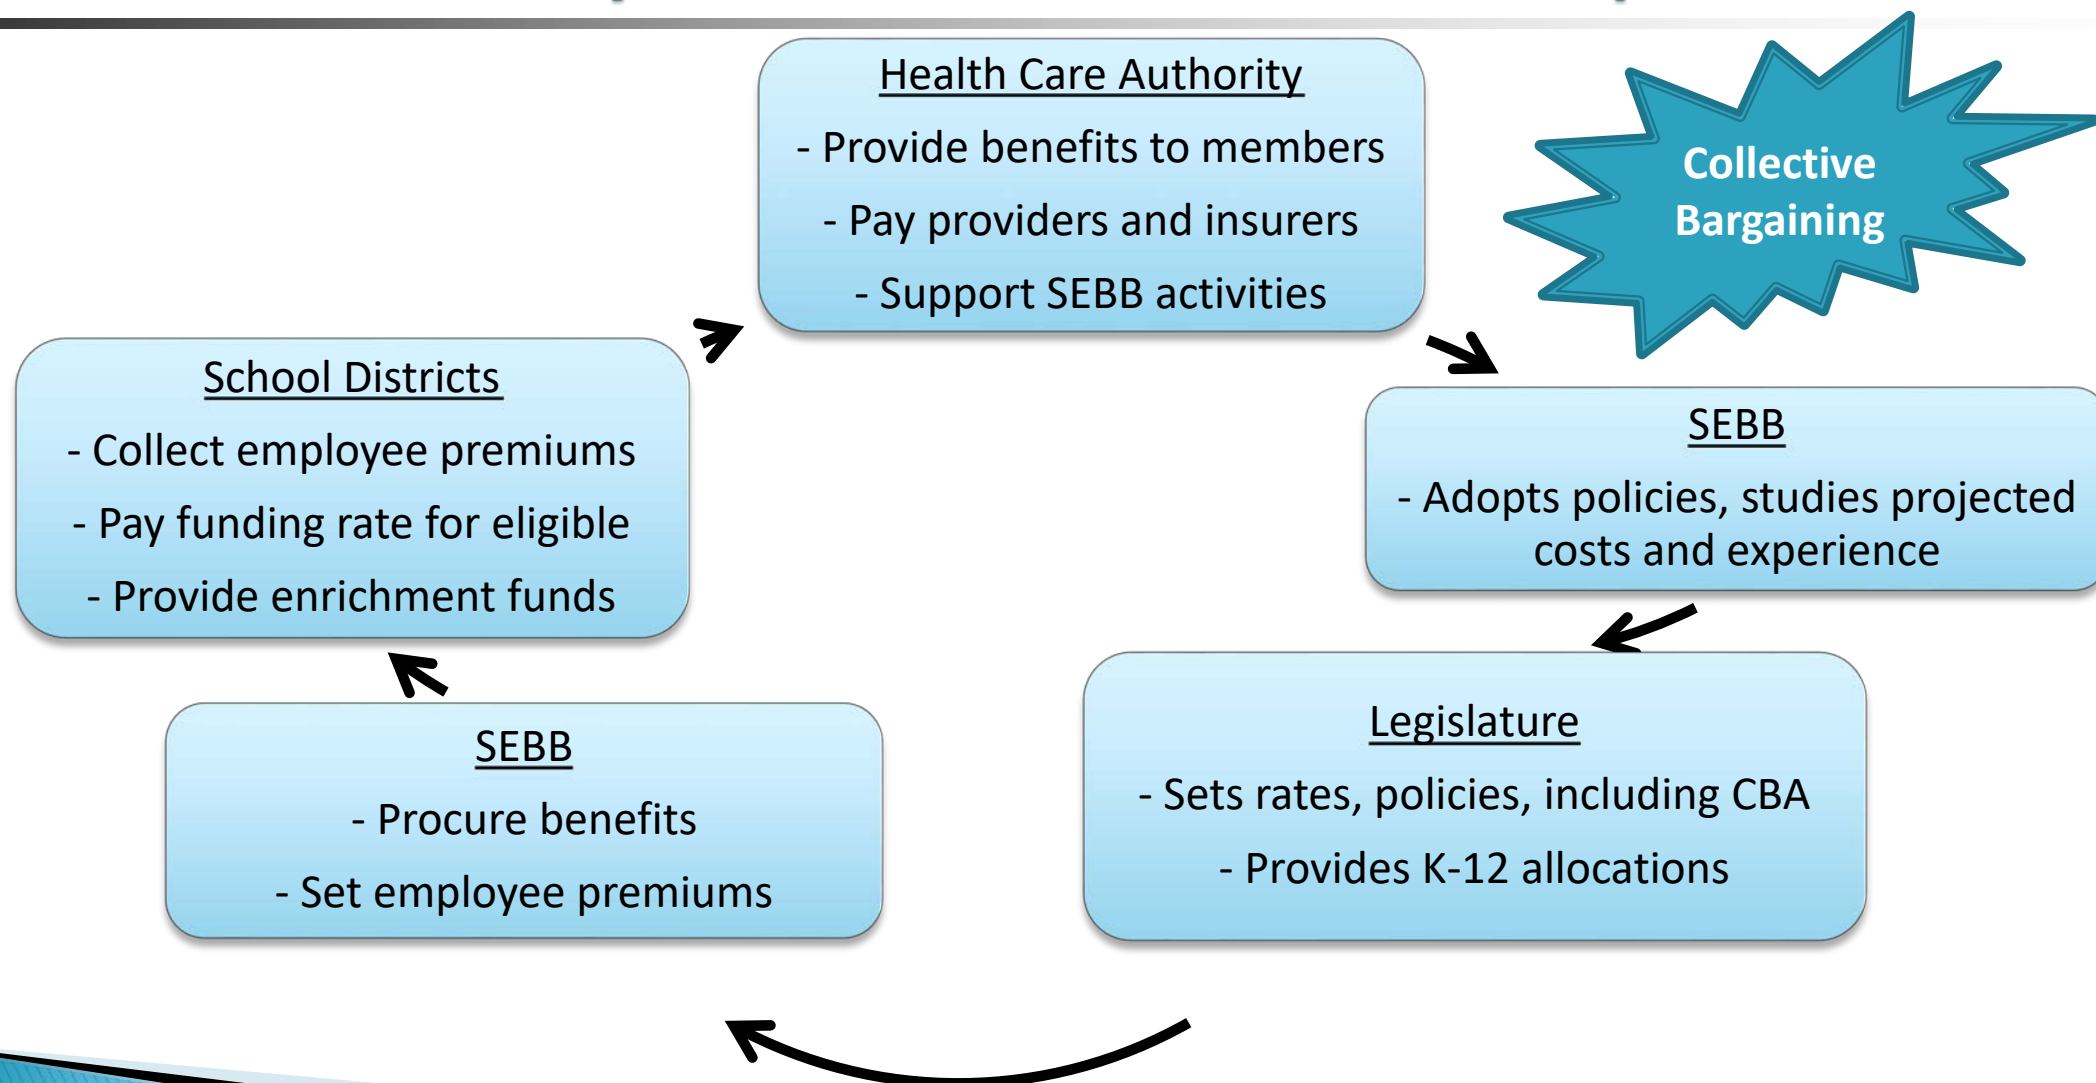 Health Care Authority
- Provide benefits to members
- Pay providers and insurers
- Support SEBB activities
Collective
Bargaining
SEBB
- Adopts policies, studies projected
costs and experience
Legislature
- Sets rates, policies, including CBA
- Provides K-12 allocations
SEBB
- Procure benefits
- Set employee premiums
School Districts
- Collect employee premiums
- Pay funding rate for eligible
- Provide enrichment funds